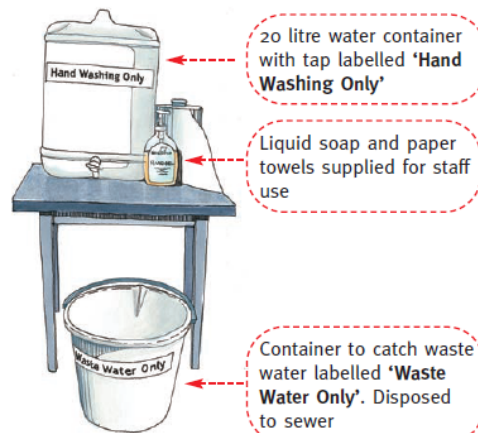 Hand Washing Only
20 litre water container
with tap labelled ‘Hand
Washing Only’
Liquid soap and paper
towels supplied for staff
use
Waste Water Only
Container to catch waste
water labelled ‘Waste
Water Only’. Disposed
to sewer